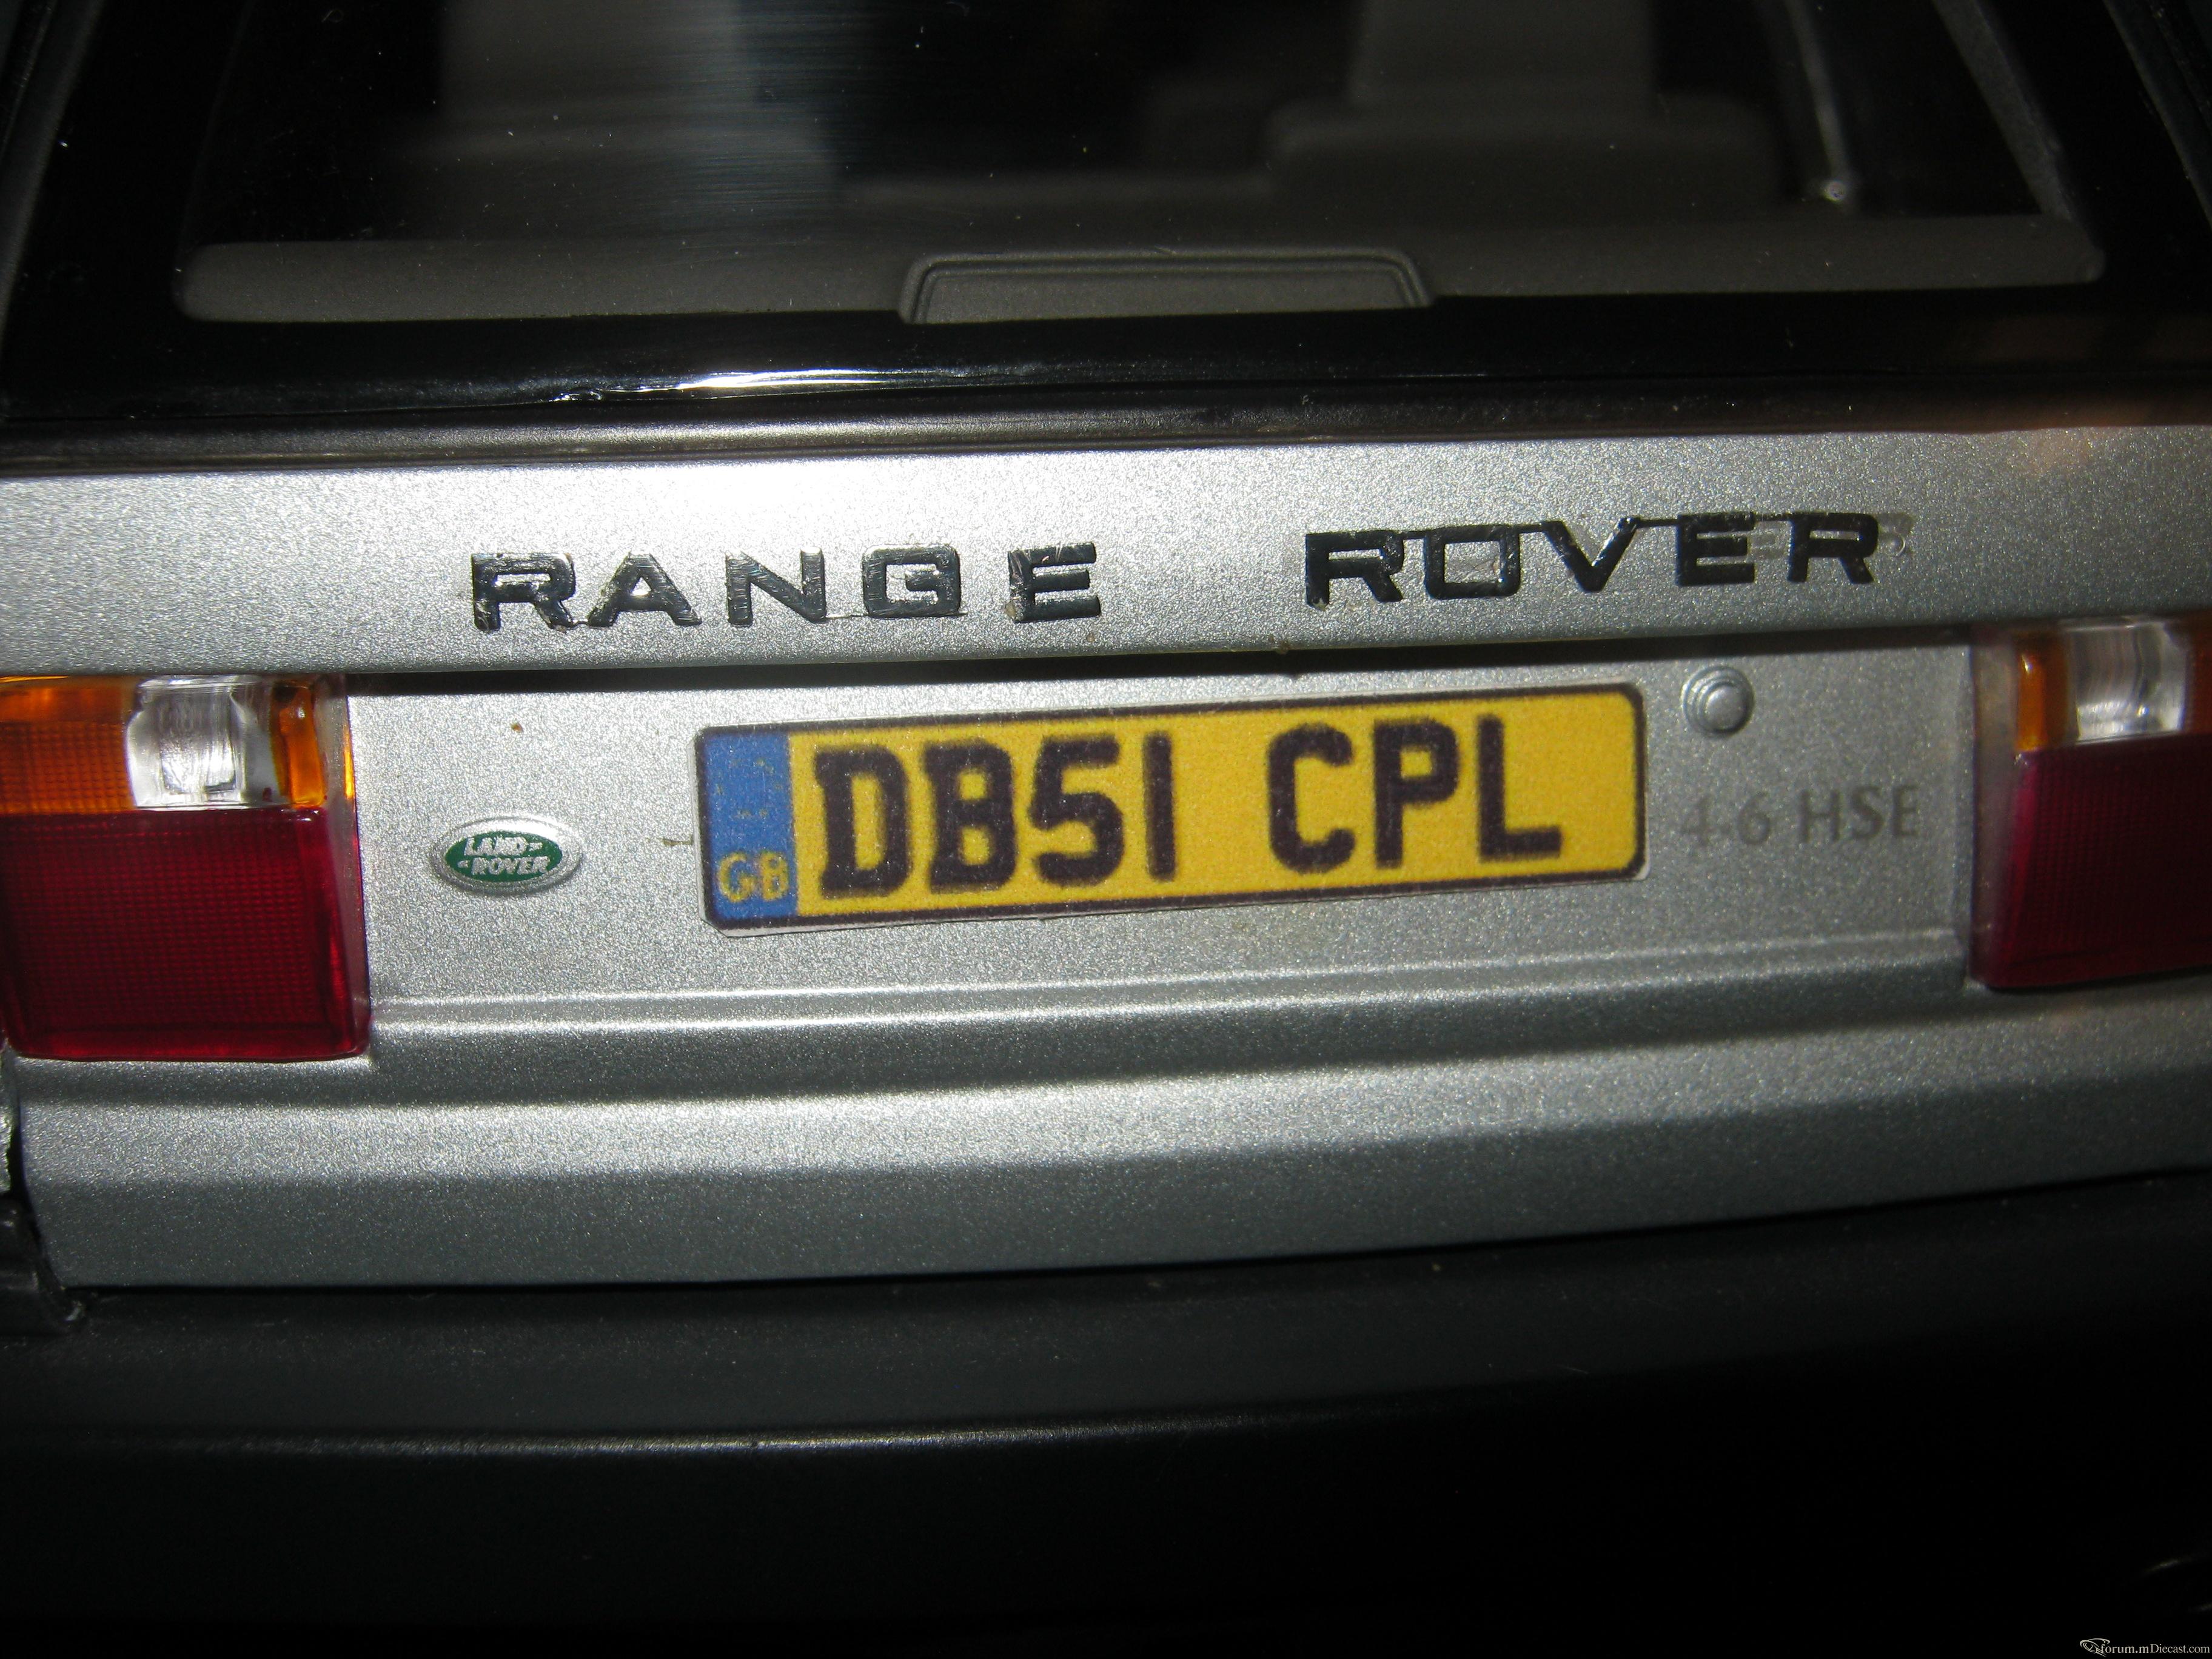 RANGE ROVER
LAND-
-ROVER
GB DB51 CPL
4.6 HSE
forum.mDiecast.com